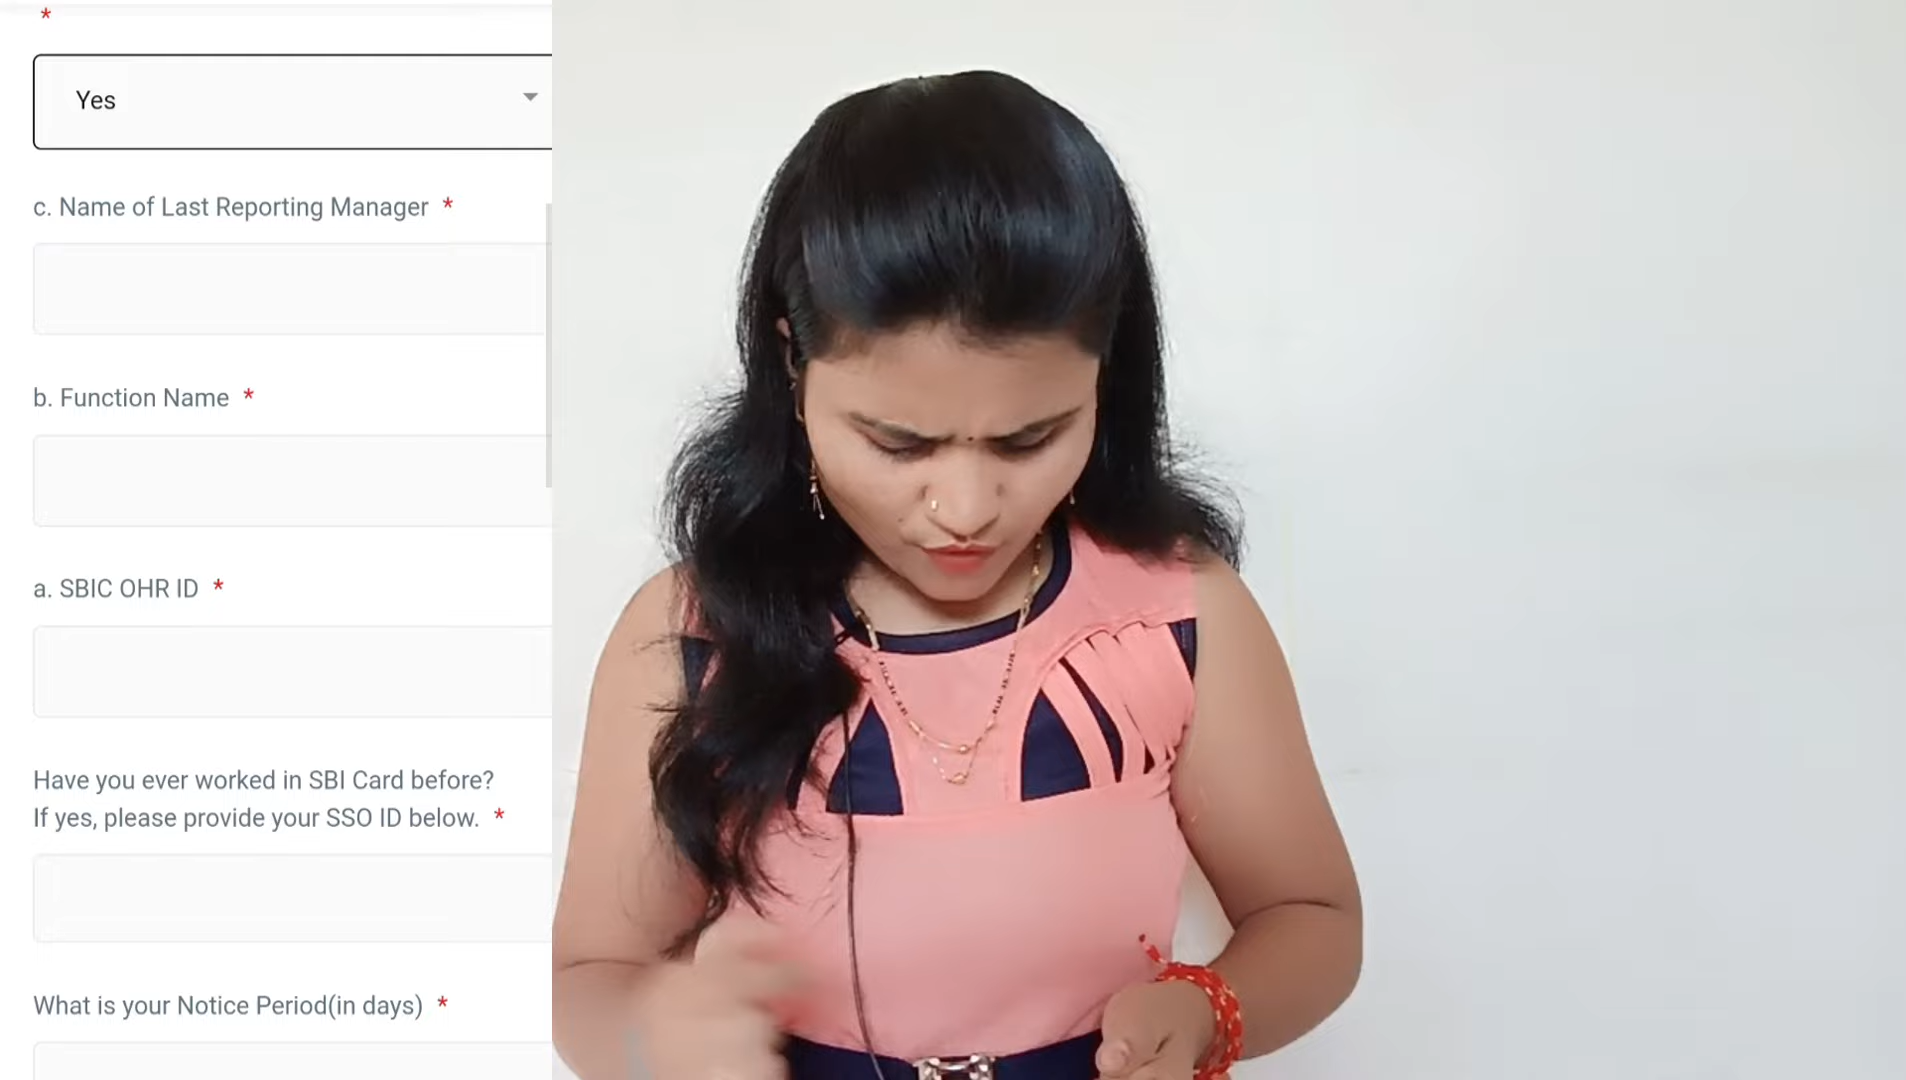 *
Yes
c. Name of Last Reporting Manager *
b. Function Name *
a. SBIC OHR ID *
Have you ever worked in SBI Card before?
If yes, please provide your SSO ID below. *
What is your Notice Period(in days) *